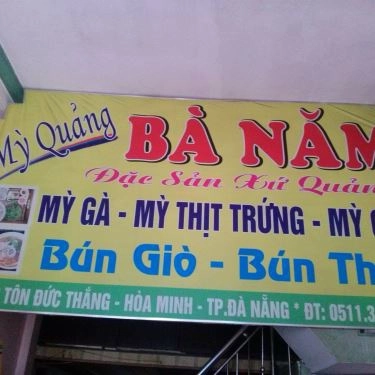 Mỳ Quảng
BÀ NĂM
Đặc Sản Xứ Quản
MỲ GÀ - MỲ THỊT TRỨNG - MỲ
Bún Giò - Bún Th
TÔN ĐỨC THẮNG - HÒA MINH - TP.ĐÀ NẴNG * ĐT: 0511.3